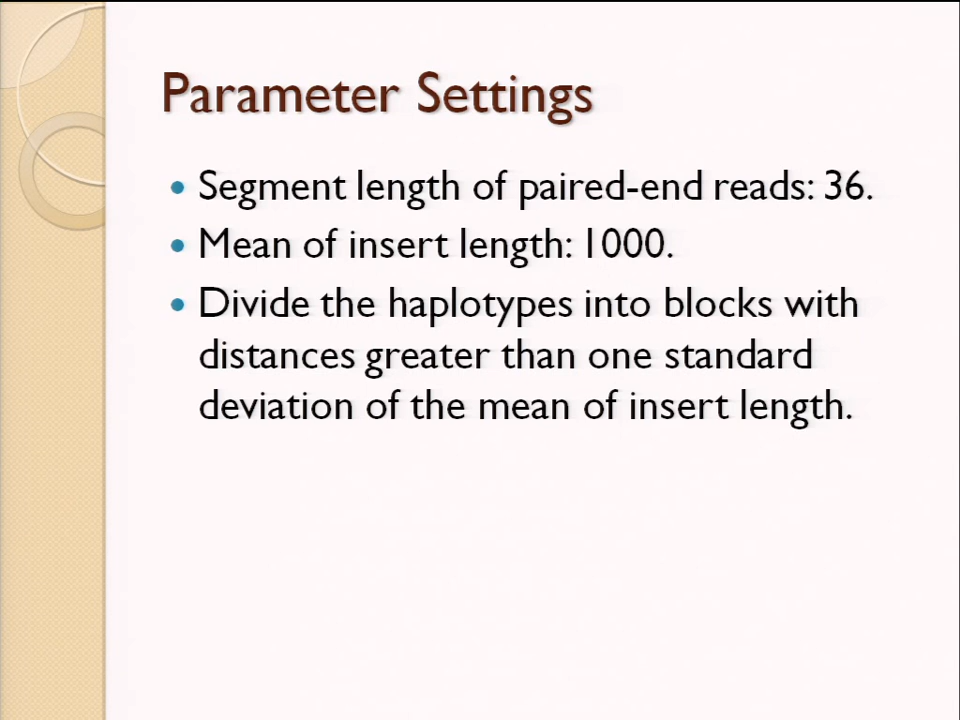 Parameter Settings
Segment length of paired-end reads: 36.
Mean of insert length: 1000.
Divide the haplotypes into blocks with
distances greater than one standard
deviation of the mean of insert length.